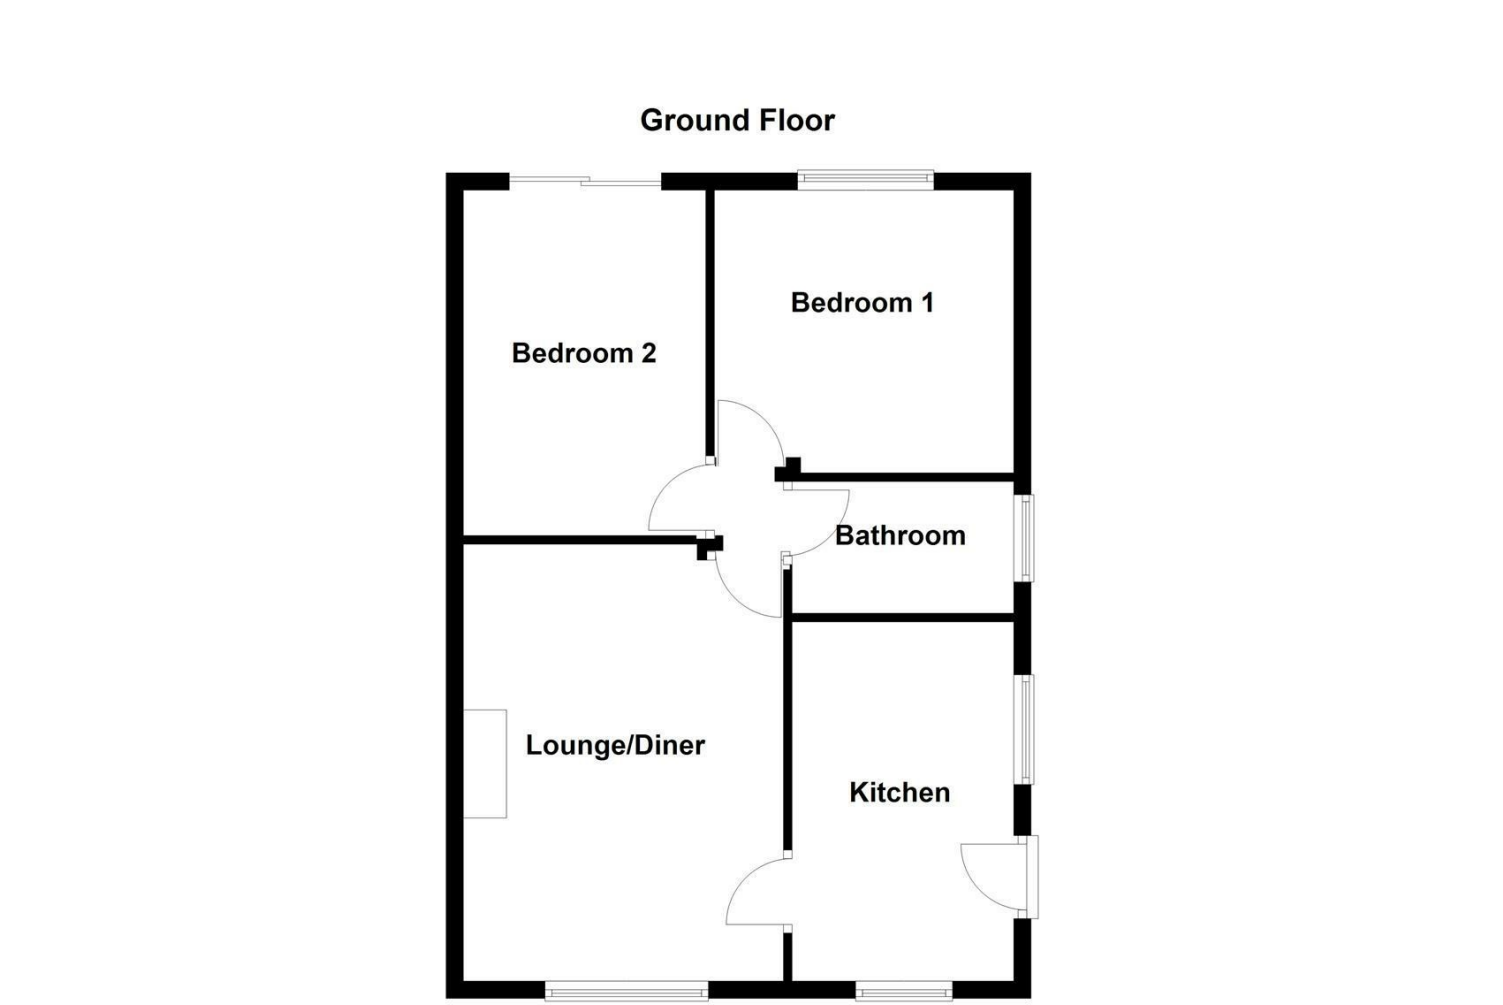 Ground Floor
Bedroom 1
Bedroom 2
Bathroom
Lounge/Diner
Kitchen